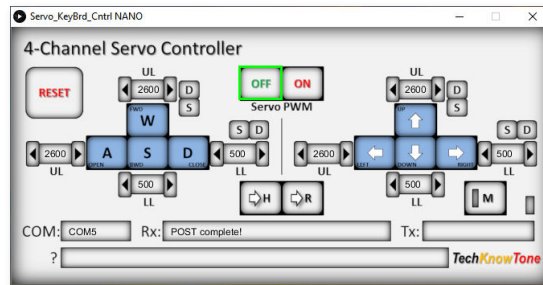 Servo_KeyBrd_Cntrl NANO
4-Channel Servo Controller
RESET
UL
2600 D
S
OFF ON
Servo PWM
UL
2600 D
S
FWD
W
UP
2600
UL
A
OPEN
S
BWD
D
CLOSE
S D
500
LL
2600
UL
LEFT
DOWN
RIGHT
S D
500
LL
500
LL
H
R
500
LL
M
COM: COM5
Rx: POST complete!
Tx:
?
TechKnowTone